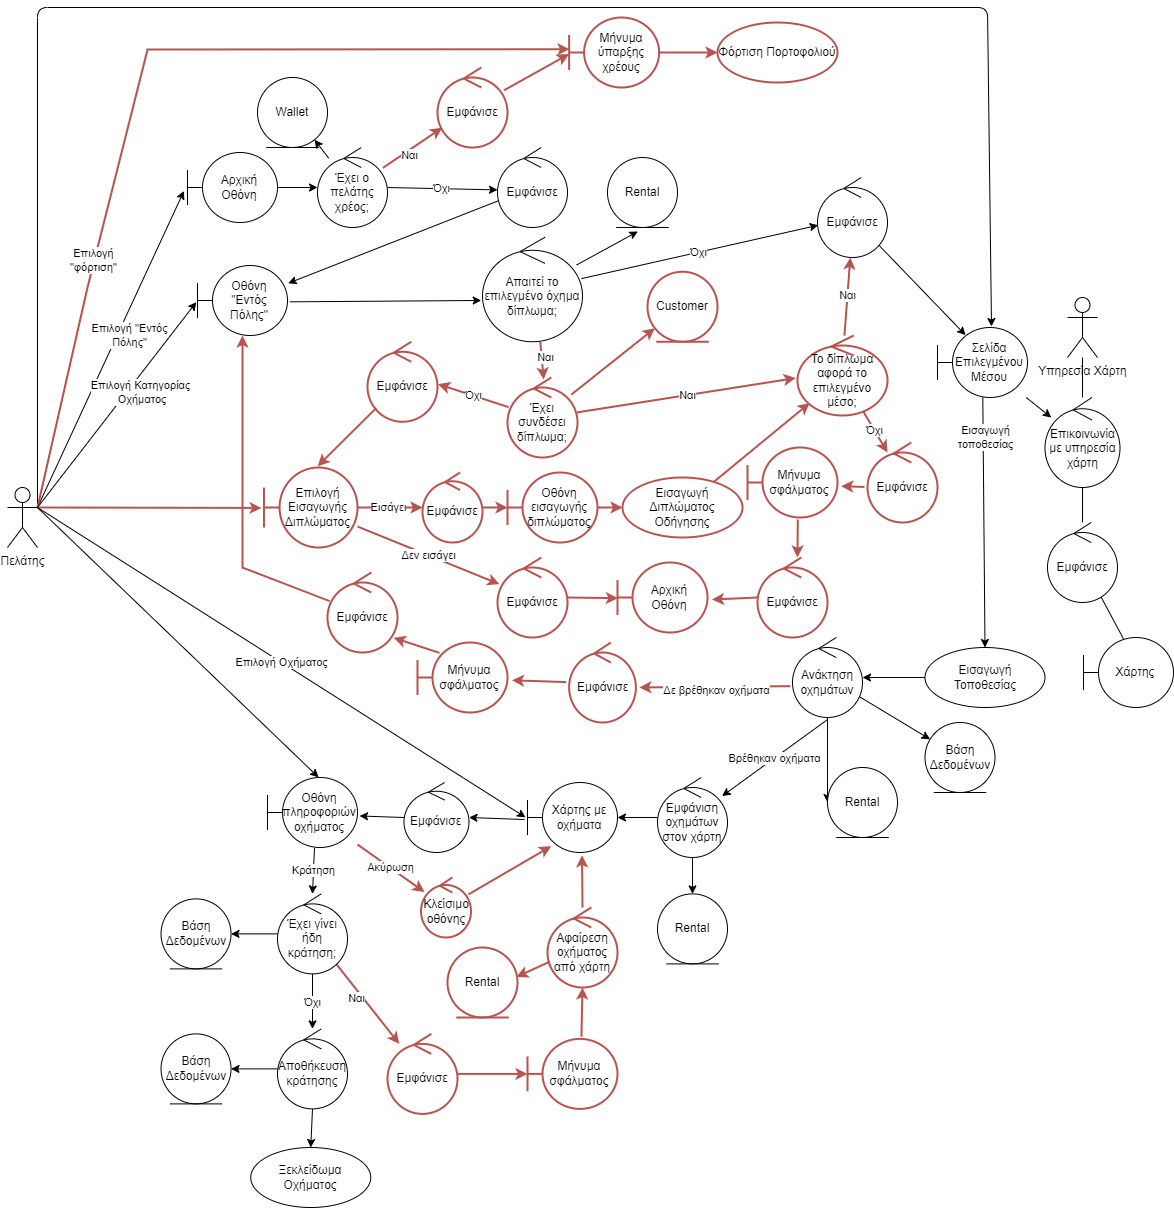 Μήνυμα
ύπαρξης
χρέους
Φόρτιση Πορτοφολιού
Wallet
Εμφάνισε
Ναι
Αρχική
Οθόνη
Έχει ο
πελάτης
χρέος;
Όχι
Εμφάνισε
Rental
Εμφάνισε
Επιλογή
"φόρτιση"
Όχι
Οθόνη
"Εντός
Πόλης"
Απαιτεί το
επιλεγμένο όχημα
δίπλωμα;
Ναι
Customer
Επιλογή "Εντός
Πόλης"
Ναι
Εμφάνισε
Το δίπλωμα
αφορά το
επιλεγμένο
μέσο;
Σελίδα
Επιλεγμένου
Μέσου
Υπηρεσία Χάρτη
Επιλογή Κατηγορίας
Οχήματος
Όχι
Έχει
συνδέσει
δίπλωμα;
Ναι
Όχι
Εισαγωγή
τοποθεσίας
Επικοινωνία
με υπηρεσία
χάρτη
Μήνυμα
σφάλματος
Εμφάνισε
Επιλογή
Εισαγωγής
Διπλώματος
Εισάγει
Εμφάνισε
Οθόνη
εισαγωγής
διπλώματος
Εισαγωγή
Διπλώματος
Οδήγησης
Πελάτης
Δεν εισάγει
Εμφάνισε
Εμφάνισε
Αρχική
Οθόνη
Εμφάνισε
Εμφάνισε
Επιλογή Οχήματος
Μήνυμα
σφάλματος
Εμφάνισε
Δε βρέθηκαν οχήματα
Ανάκτηση
οχημάτων
Εισαγωγή
Τοποθεσίας
Χάρτης
Βρέθηκαν οχήματα
Βάση
Δεδομένων
Rental
Οθόνη
πληροφοριών
οχήματος
Εμφάνισε
Χάρτης με
οχήματα
Εμφάνιση
οχημάτων
στον χάρτη
Κράτηση
Ακύρωση
Κλείσιμο
οθόνης
Βάση
Δεδομένων
Έχει γίνει
ήδη
κράτηση;
Αφαίρεση
οχήματος
από χάρτη
Rental
Rental
Όχι
Ναι
Βάση
Δεδομένων
Αποθήκευση
κράτησης
Εμφάνισε
Μήνυμα
σφάλματος
Ξεκλείδωμα
Οχήματος